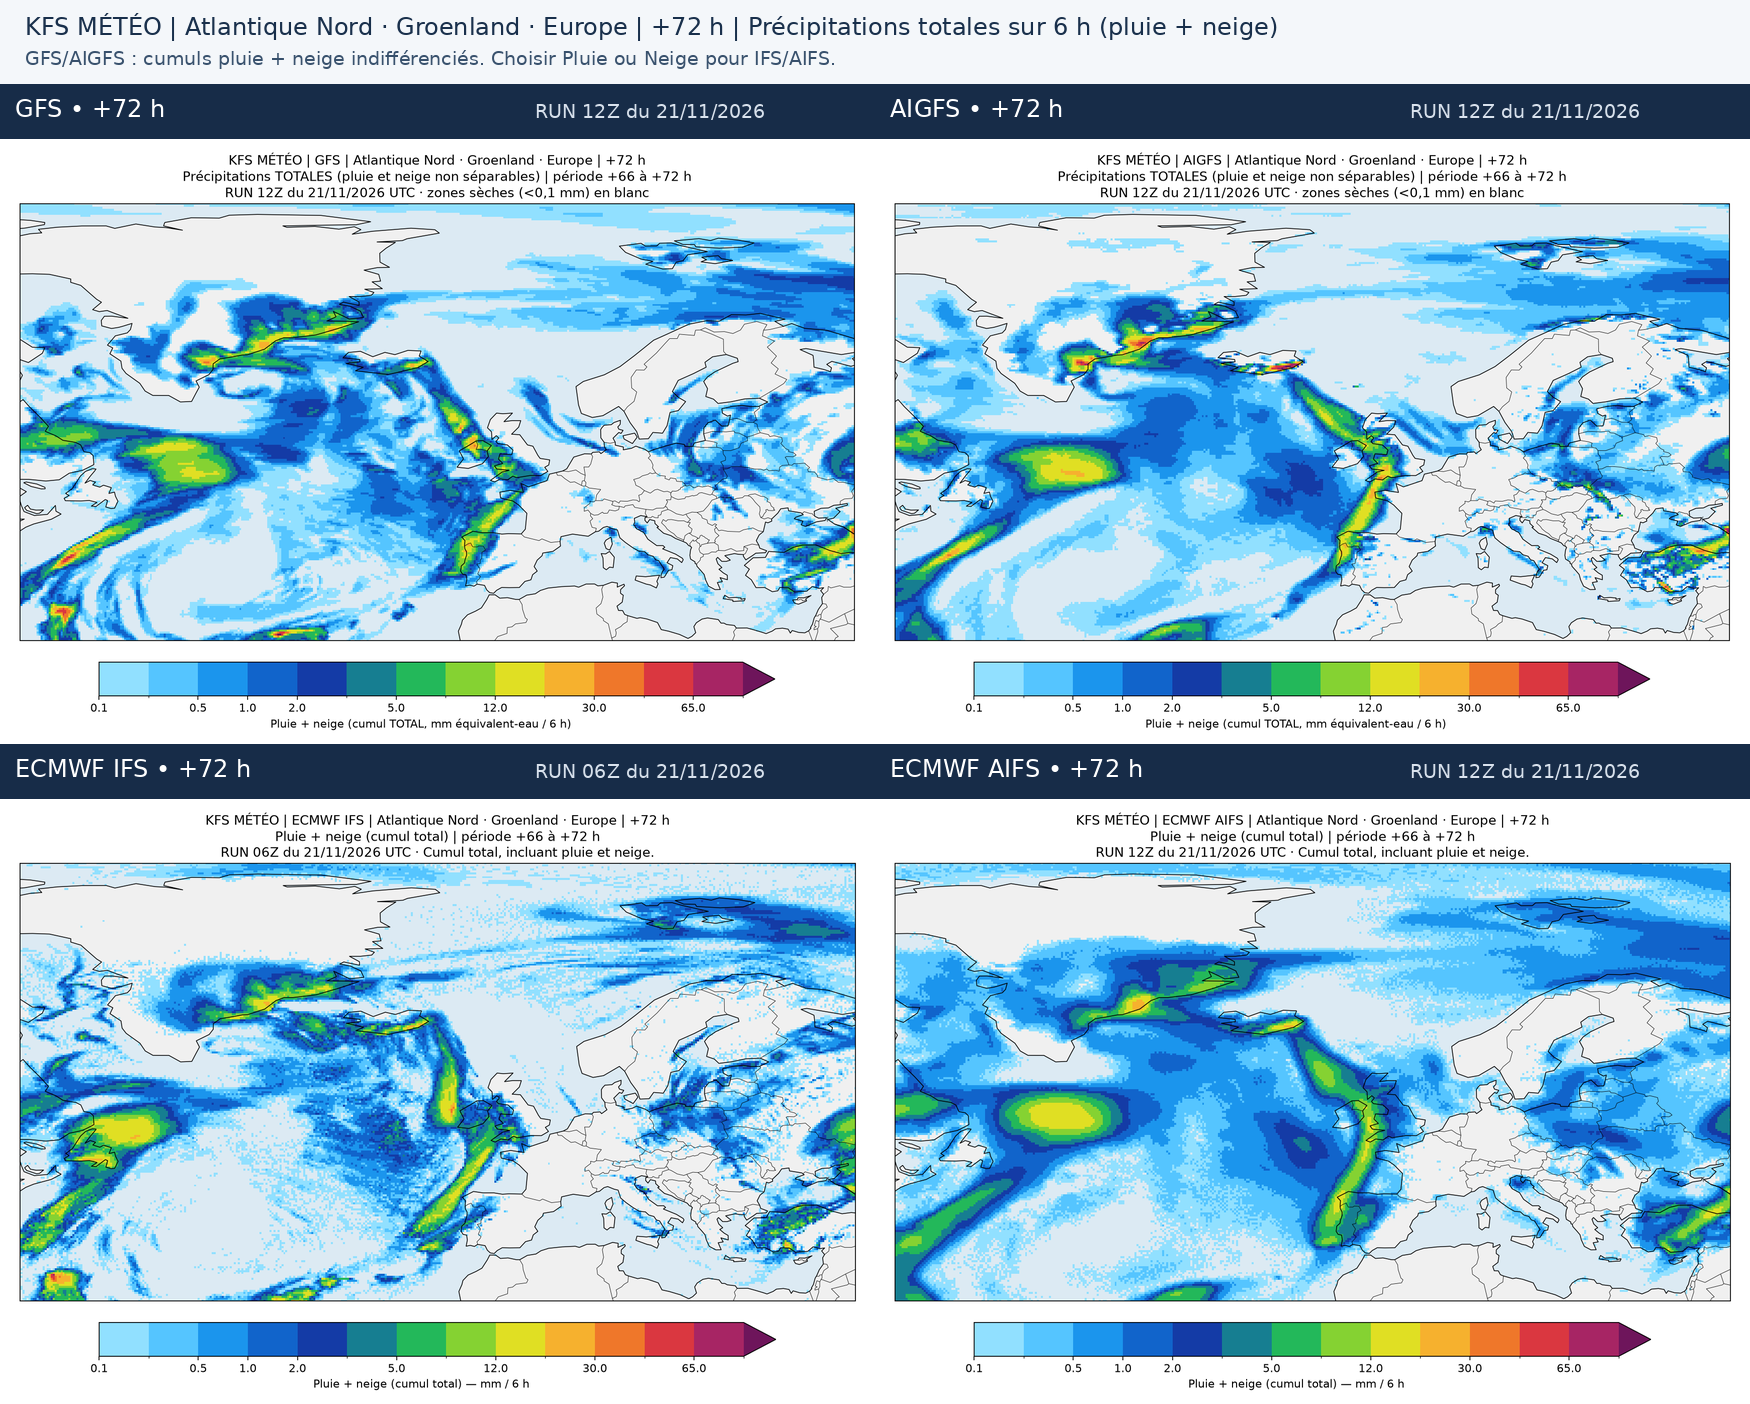 KFS MÉTÉO | Atlantique Nord · Groenland · Europe | +72 h | Précipitations totales sur 6 h (pluie + neige)
GFS/AIGFS : cumuls pluie + neige indifférenciés. Choisir Pluie ou Neige pour IFS/AIFS.
GFS • +72 h
RUN 12Z du 21/11/2026
AIGFS • +72 h
RUN 12Z du 21/11/2026
KFS MÉTÉO | GFS | Atlantique Nord · Groenland · Europe | +72 h
Précipitations TOTALES (pluie et neige non séparables) | période +66 à +72 h
RUN 12Z du 21/11/2026 UTC · zones sèches (<0,1 mm) en blanc
KFS MÉTÉO | AIGFS | Atlantique Nord · Groenland · Europe | +72 h
Précipitations TOTALES (pluie et neige non séparables) | période +66 à +72 h
RUN 12Z du 21/11/2026 UTC · zones sèches (<0,1 mm) en blanc
0.1 0.5 1.0 2.0 5.0 12.0 30.0 65.0
Pluie + neige (cumul TOTAL, mm équivalent-eau / 6 h)
0.1 0.5 1.0 2.0 5.0 12.0 30.0 65.0
Pluie + neige (cumul TOTAL, mm équivalent-eau / 6 h)
ECMWF IFS • +72 h
RUN 06Z du 21/11/2026
ECMWF AIFS • +72 h
RUN 12Z du 21/11/2026
KFS MÉTÉO | ECMWF IFS | Atlantique Nord · Groenland · Europe | +72 h
Pluie + neige (cumul total) | période +66 à +72 h
RUN 06Z du 21/11/2026 UTC · Cumul total, incluant pluie et neige.
KFS MÉTÉO | ECMWF AIFS | Atlantique Nord · Groenland · Europe | +72 h
Pluie + neige (cumul total) | période +66 à +72 h
RUN 12Z du 21/11/2026 UTC · Cumul total, incluant pluie et neige.
0.1 0.5 1.0 2.0 5.0 12.0 30.0 65.0
Pluie + neige (cumul total) — mm / 6 h
0.1 0.5 1.0 2.0 5.0 12.0 30.0 65.0
Pluie + neige (cumul total) — mm / 6 h